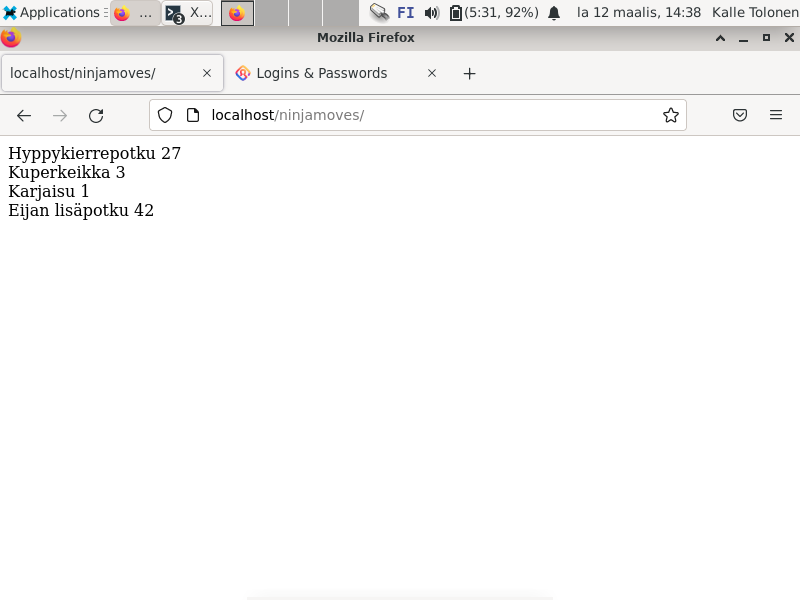 Applications
...
3
X...
FI
(5:31, 92%)
la 12 maalis, 14:38
Kalle Tolonen
Mozilla Firefox
localhost/ninjamoves/
Logins & Passwords
localhost/ninjamoves/
Hyppykierrepotku 27
Kuperkeikka 3
Karjaisu 1
Eijan lisäpotku 42